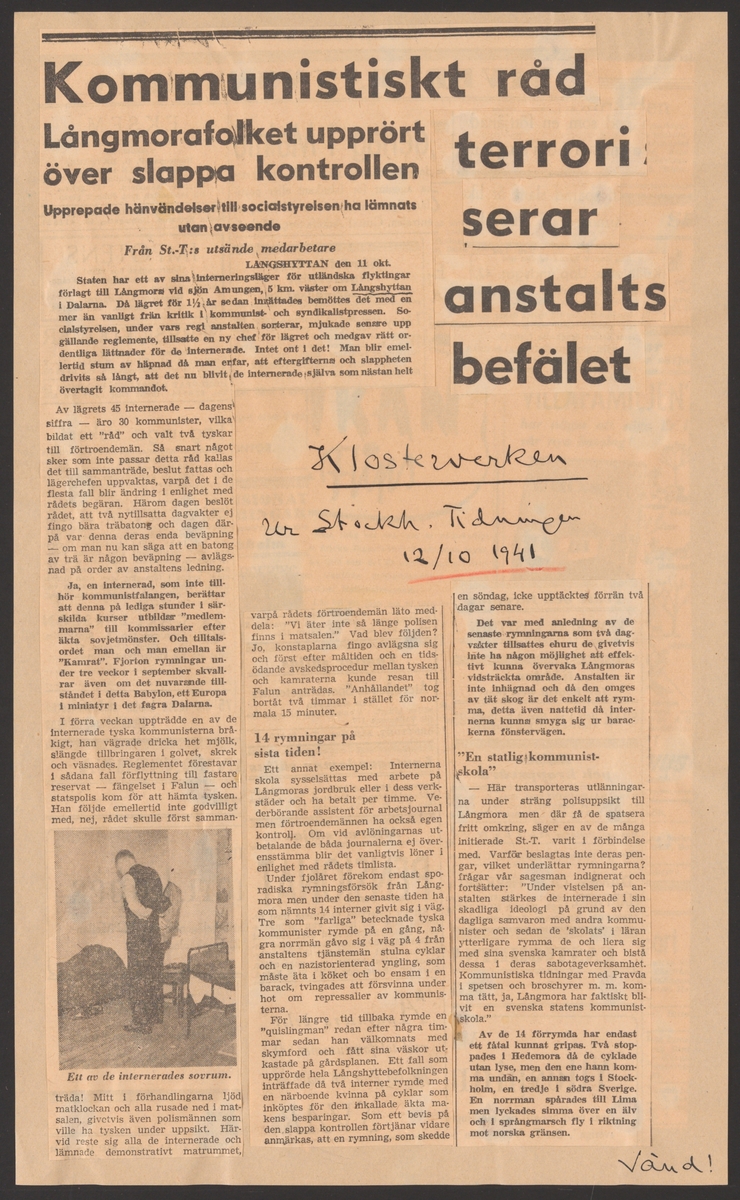 Kommunistiskt råd
terrori
serar
anstalts
befälet
Långmorafolket upprört
över slappa kontrollen
Upprepade hänvändelser till socialstyrelsen ha lämnats
utan avseende
Från St.-T:s utsände medarbetare
LÅNGSHYTTAN den 11 okt.
Staten har ett av sina interneringsläger för utländska flyktingar
förlagt till Långmora vid sjön Amungen, 5 km. väster om Långshyttan
i Dalarna. Då lägret för 1½ år sedan inrättades bemöttes det med en
mer än vanligt från kritik i kommunist- och syndikalistpressen. So-
cialstyrelsen, under vars regi anstalten sorterar, mjukade senare upp
gällande reglemente, tillsatte en ny chef för lägret och medgav rätt or-
dentliga lättnader för de internerade. Intet ont i det! Man blir emel-
lertid stum av häpnad då man erfar, att eftergifterna och slappheten
drivits så långt, att det nu blivit de internerade själva som nästan helt
övertagit kommandot.
Av lägrets 45 internerade — dagens
siffra — äro 30 kommunister, vilka
bildat ett "råd" och valt två tyskar
till förtroendemän. Så snart något
sker som inte passar detta råd kallas
det till sammanträde, beslut fattas och
lägerchefen uppvaktas, varpå det i de
flesta fall blir ändring i enlighet med
rådets begäran. Härom dagen beslöt
rådet, att två nytillsatta dagvakter ej
fingo bära träbatong och dagen där-
på var denna deras enda beväpning
— om man nu kan säga att en batong
av trä är någon beväpning — avlägs-
nad på order av anstaltens ledning.
Ja, en internerad, som inte till-
hör kommunistfalangen, berättar
att denna på lediga stunder i sär-
skilda kurser utbildar "medlem-
marna" till kommissarier efter
äkta sovjetmönster. Och tilltals-
ordet man och man emellan är
"Kamrat". Fjorton rymningar un-
der tre veckor i september skvall-
rar även om det nuvarande till-
ståndet i detta Babylon, ett Europa
i miniatyr i det fagra Dalarna.
I förra veckan uppträdde en av de
internerade tyska kommunisterna brå-
kigt, han vägrade dricka het mjölk,
slängde tillbringaren i golvet, skrek
och väsnades. Reglementet förestavar
i sådana fall förflyttning till fastare
reservat — fängelset i Falun — och
statspolis kom för att hämta tysken.
Han följde emellertid inte godvilligt
med, nej, rådet skulle först samman-
Ett av de internerades sovrum.
träda! Mitt i förhandlingarna ljöd
matklockan och alla rusade ned i mat-
salen, givetvis även polismännen som
ville ha tysken under uppsikt. Här-
vid reste sig alla de internerade och
lämnade demonstrativt matrummet,
Klosterverken
ur Stockh. Tidningen
12/10 1941
varpå rådets förtroendemän läto med-
dela: "Vi äter inte så länge polisen
finns i matsalen." Vad blev följden?
Jo, konstaplarna fingo avlägsna sig
och först efter måltiden och en tids-
ödande avskedsprocedur mellan tysken
och kamraterna kunde resan till
Falun anträdas. "Anhållandet" tog
bortåt två timmar i stället för nor-
mala 15 minuter.
14 rymningar på
sista tiden!
Ett annat exempel: Internerna
skola sysselsättas med arbete på
Långmoras jordbruk eller i dess verk-
städer och ha betalt per timme. Ve-
derbörande assistent för arbetsjournal
men förtroendemännen ha också egen
kontroll. Om vid avlöningarnas ut-
betalande de båda journalerna ej över-
ensstämma blir det vanligtvis löner i
enlighet med rådets timlista.
Under fjolåret förekom endast spo-
radiska rymningsförsök från Lång-
mora men under den senaste tiden ha
som nämnts 14 interner givit sig i väg.
Tre som "farliga" betecknade tyska
kommunister rymde på en gång, nå-
gra norrmän gåvo sig i väg på 4 från
anstaltens tjänstemän stulna cyklar
och en nazistorienterad yngling, som
måste äta i köket och bo ensam i en
barack, tvingades att försvinna under
hot om repressalier av kommunis-
terna.
För längre tid tillbaka rymde en
"quislingman" redan efter några tim-
mar sedan han välkomnats med
skymford och fått sina väskor ut-
kastade på gårdsplanen. Ett fall som
upprörde hela Långshyttebefolkningen
inträffade då två interner rymde med
en närboende kvinna på cyklar som
inköptes för den inkallade äkta ma-
kens besparingar. Som ett bevis på
den slappa kontrollen förtjänar vidare
anmärkas, att en rymning, som skedde
en söndag, icke upptäcktes förrän två
dagar senare.
Det var med anledning av de
senaste rymningarna som två dag-
vakter tillsattes ehuru de givetvis
inte ha någon möjlighet att effek-
tivt kunna övervaka Långmoras
vidsträckta område. Anstalten är
inte inhägnad och då den omges
av tät skog är det enkelt att rym-
ma, detta även nattetid då inter-
nerna kunna smyga sig ur barac-
kerna fönstervägen.
"En statlig kommunist-
skola"
— Här transporteras utlänningar-
na under sträng polisuppsikt till
Långmora men där få de spatsera
fritt omkring, säger en av de många
initierade St.-T. varit i förbindelse
med. Varför beslagtas inte deras pen-
gar, vilket underlättar rymningarna?
frågar vår sagesman indignerat och
fortsätter: "Under vistelsen på an-
stalten stärkes de internerade i sin
skadliga ideologi på grund av den
dagliga samvaron med andra kommu-
nister och sedan de 'skolats' i läran
ytterligare rymma de och liera sig
med sina svenska kamrater och bistå
dessa i deras sabotageverksamhet.
Kommunistiska tidningar med Pravda
i spetsen och broschyrer m. m. kom-
ma tätt, ja, Långmora har faktiskt bli-
vit en svenska statens kommunist-
skola."
Av de 14 förrymda har endast
ett fåtal kunnat gripas. Två stop-
pades i Hedemora då de cyklade
utan lyse, men den ene hann kom-
ma undan, en annan togs i Stock-
holm, en tredje i södra Sverige.
En norrman spårades till Lima
men lyckades simma över en älv
och i språngmarsch fly i riktning
mot norska gränsen.
Vänd!